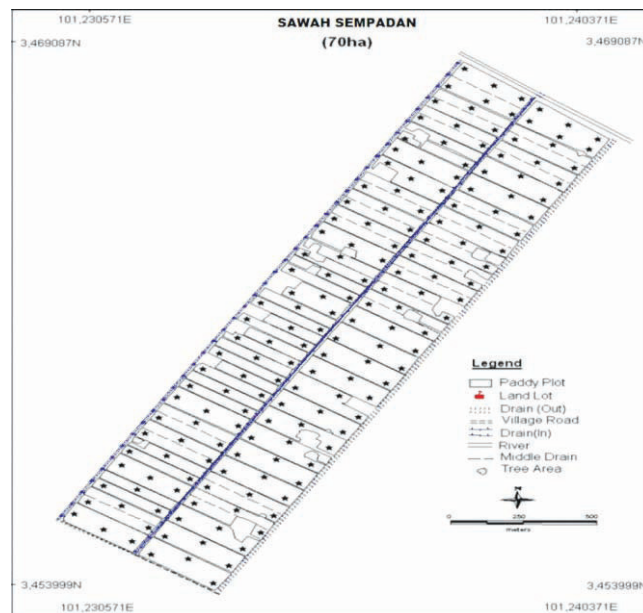 101,230571E
101,240371E
SAWAH SEMPADAN
(70ha)
3,469087N
3,469087N
Legend
Paddy Plot
Land Lot
Drain (Out)
Village Road
Drain(In)
River
Middle Drain
Tree Area
N
0 250 500
meters
3,453999N
3,453999N
101,230571E
101,240371E